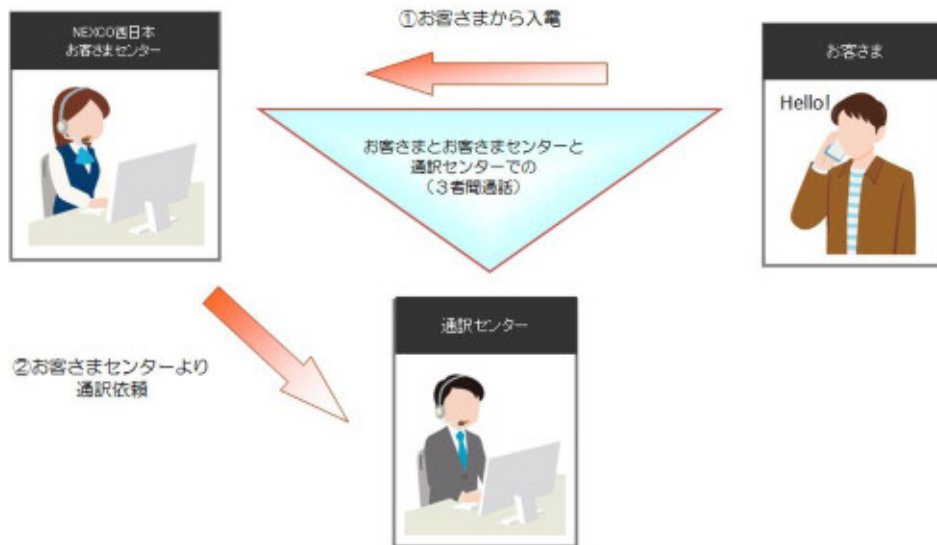 ①お客さまから入電
NEXCO西日本
お客さまセンター
お客さま
Hello!
お客さまとお客さまセンターと
通訳センターでの
（３者間通話）
通訳センター
②お客さまセンターより
通訳依頼